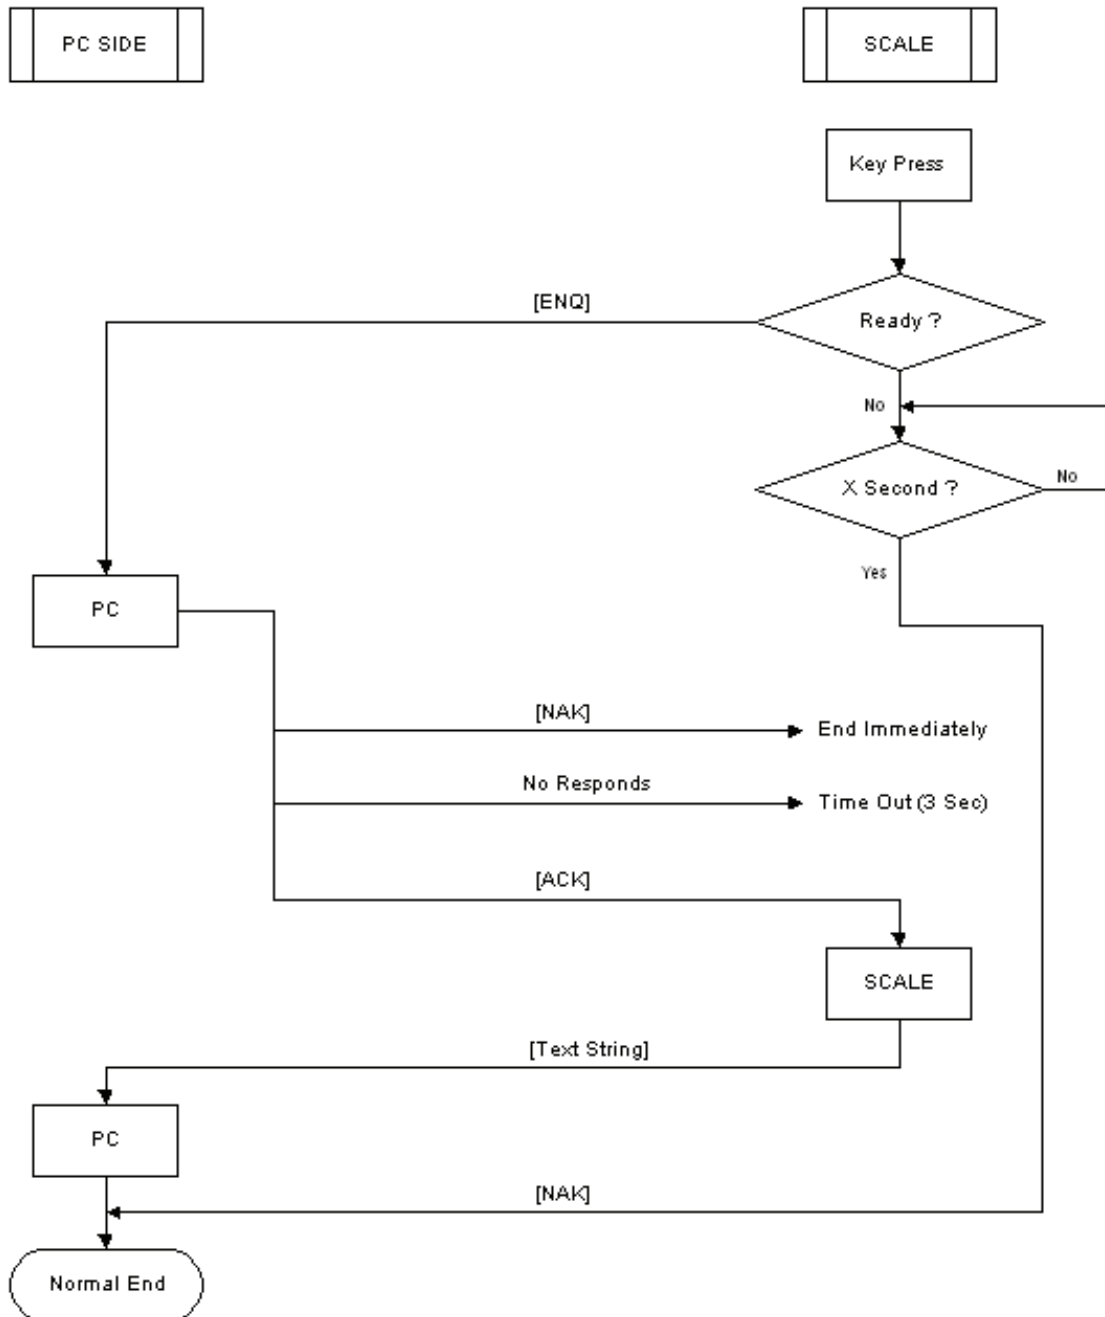 PC SIDE
SCALE
Key Press
[ENQ]
Ready ?
No
X Second ?
No
Yes
PC
[NAK]
End Immediately
No Responds
Time Out (3 Sec)
[ACK]
SCALE
[Text String]
PC
[NAK]
Normal End